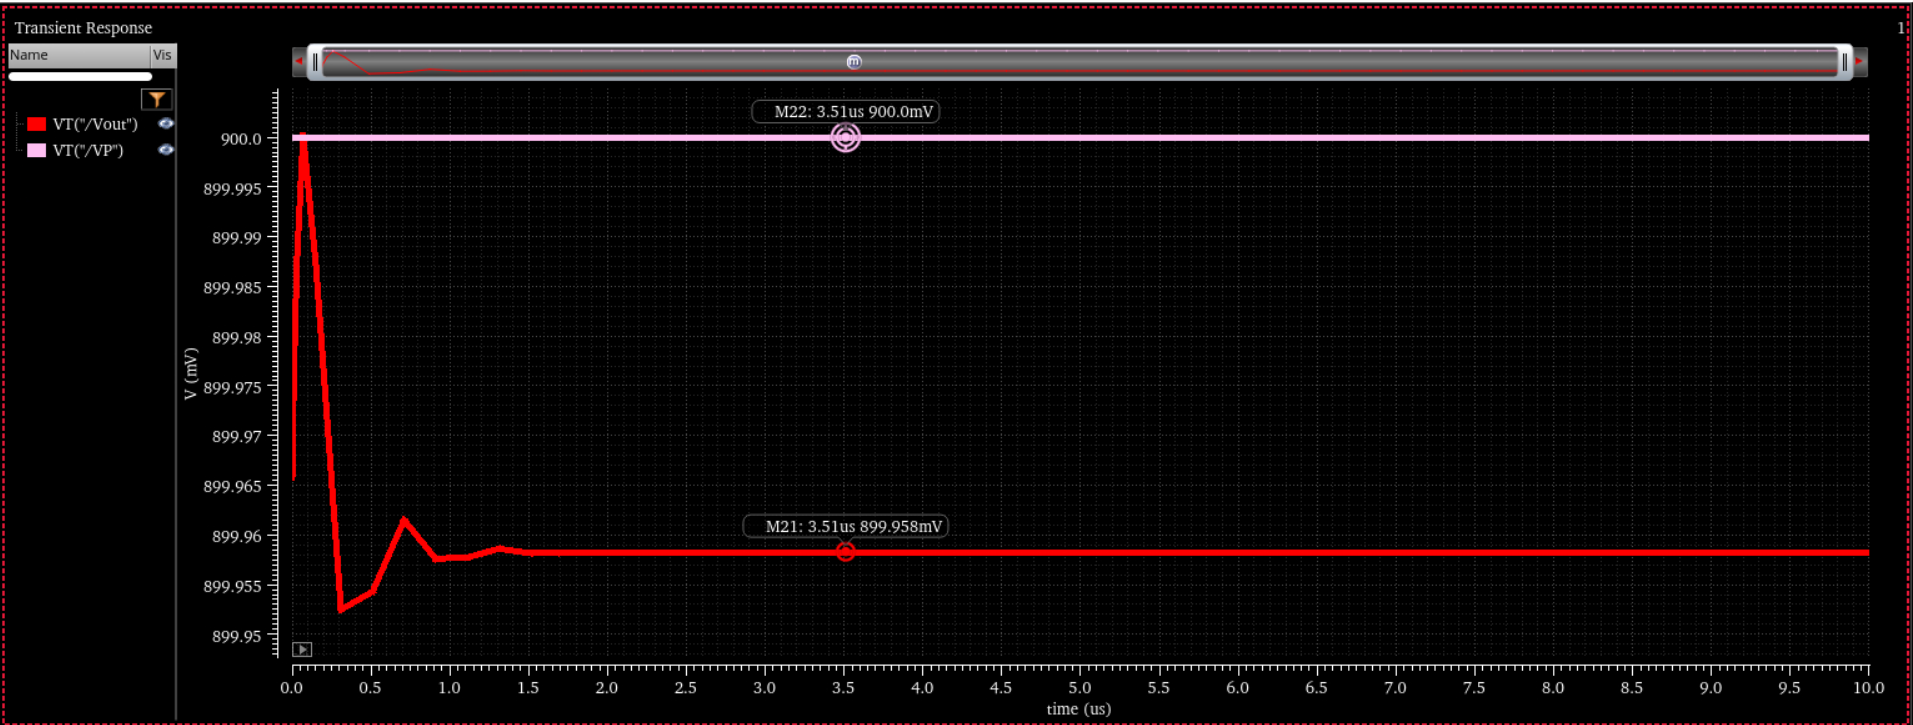 Transient Response
1
Name Vis
VT("/Vout")
VT("/VP")
m
M22: 3.51us 900.0mV
900.0
899.995
899.99
899.985
899.98
899.975
899.97
899.965
899.96
899.955
899.95
V (mV)
M21: 3.51us 899.958mV
0.0 0.5 1.0 1.5 2.0 2.5 3.0 3.5 4.0 4.5 5.0 5.5 6.0 6.5 7.0 7.5 8.0 8.5 9.0 9.5 10.0
time (us)